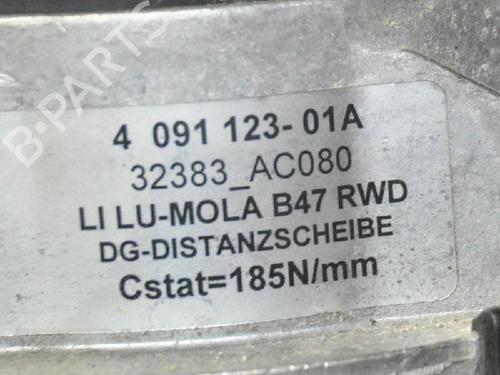 B-PARTS
4 091 123-01A
32383_AC080
LI LU-MOLA B47 RWD
DG-DISTANZSCHEIBE
Cstat=185N/mm